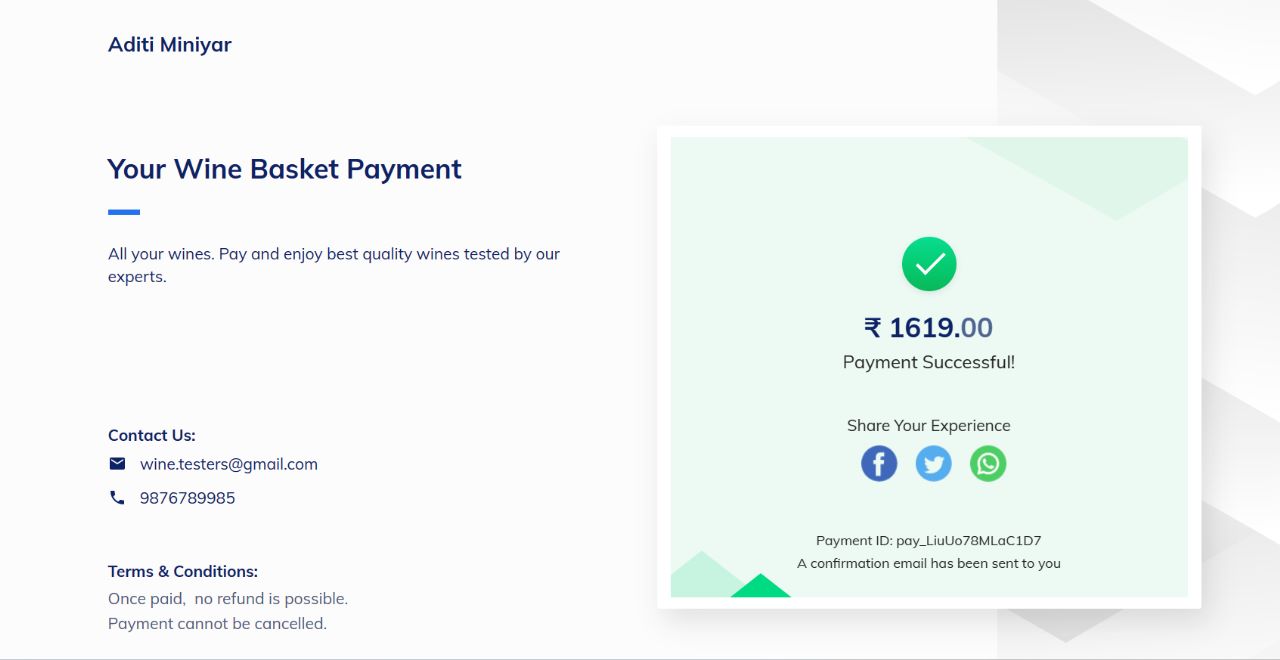 Aditi Miniyar
Your Wine Basket Payment
All your wines. Pay and enjoy best quality wines tested by our
experts.
Contact Us:
wine.testers@gmail.com
9876789985
Terms & Conditions:
Once paid,  no refund is possible.
Payment cannot be cancelled.
₹ 1619.00
Payment Successful!
Share Your Experience
Payment ID: pay_LiuUo78MLaC1D7
A confirmation email has been sent to you